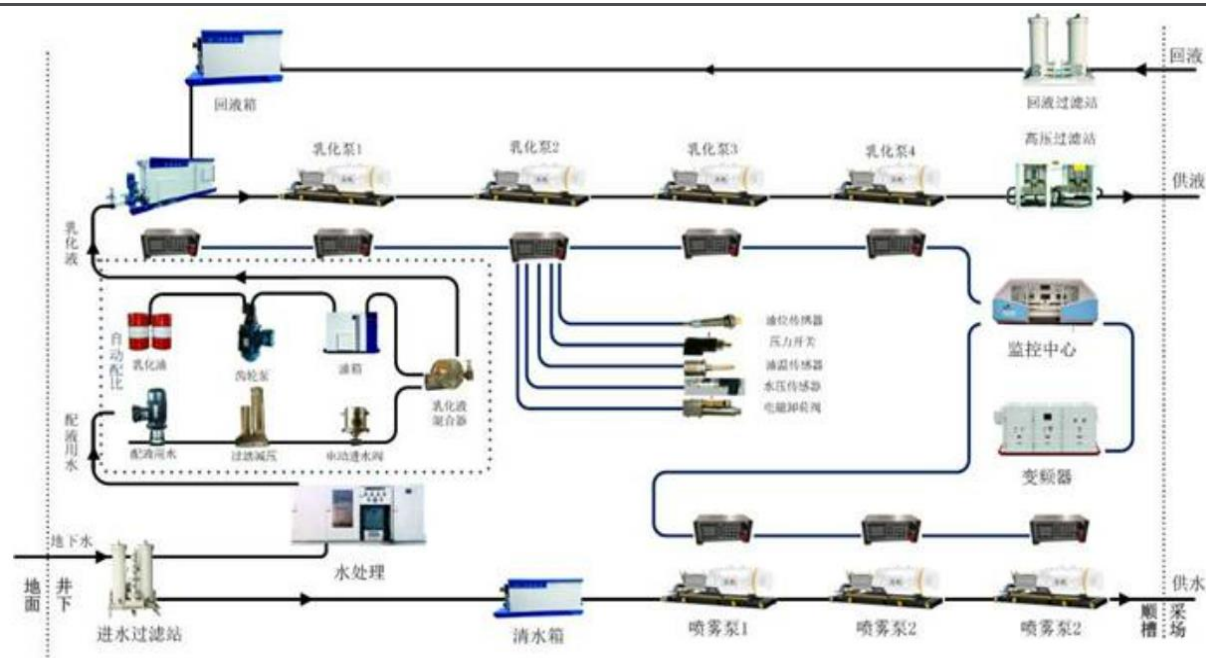 回液
回液箱
回液过滤站
高压过滤站
乳化泵1
乳化泵2
乳化泵3
乳化泵4
供液
乳化液
自动配比
乳化油
齿轮泵
油箱
乳化液
混合器
油位传感器
压力开关
油温传感器
水压传感器
电磁卸荷阀
监控中心
配液用水
配液用水
过滤减压
电动进水阀
变频器
地下水
水处理
地面
井下
进水过滤站
清水箱
喷雾泵1
喷雾泵2
喷雾泵2
供水
顺槽
采场